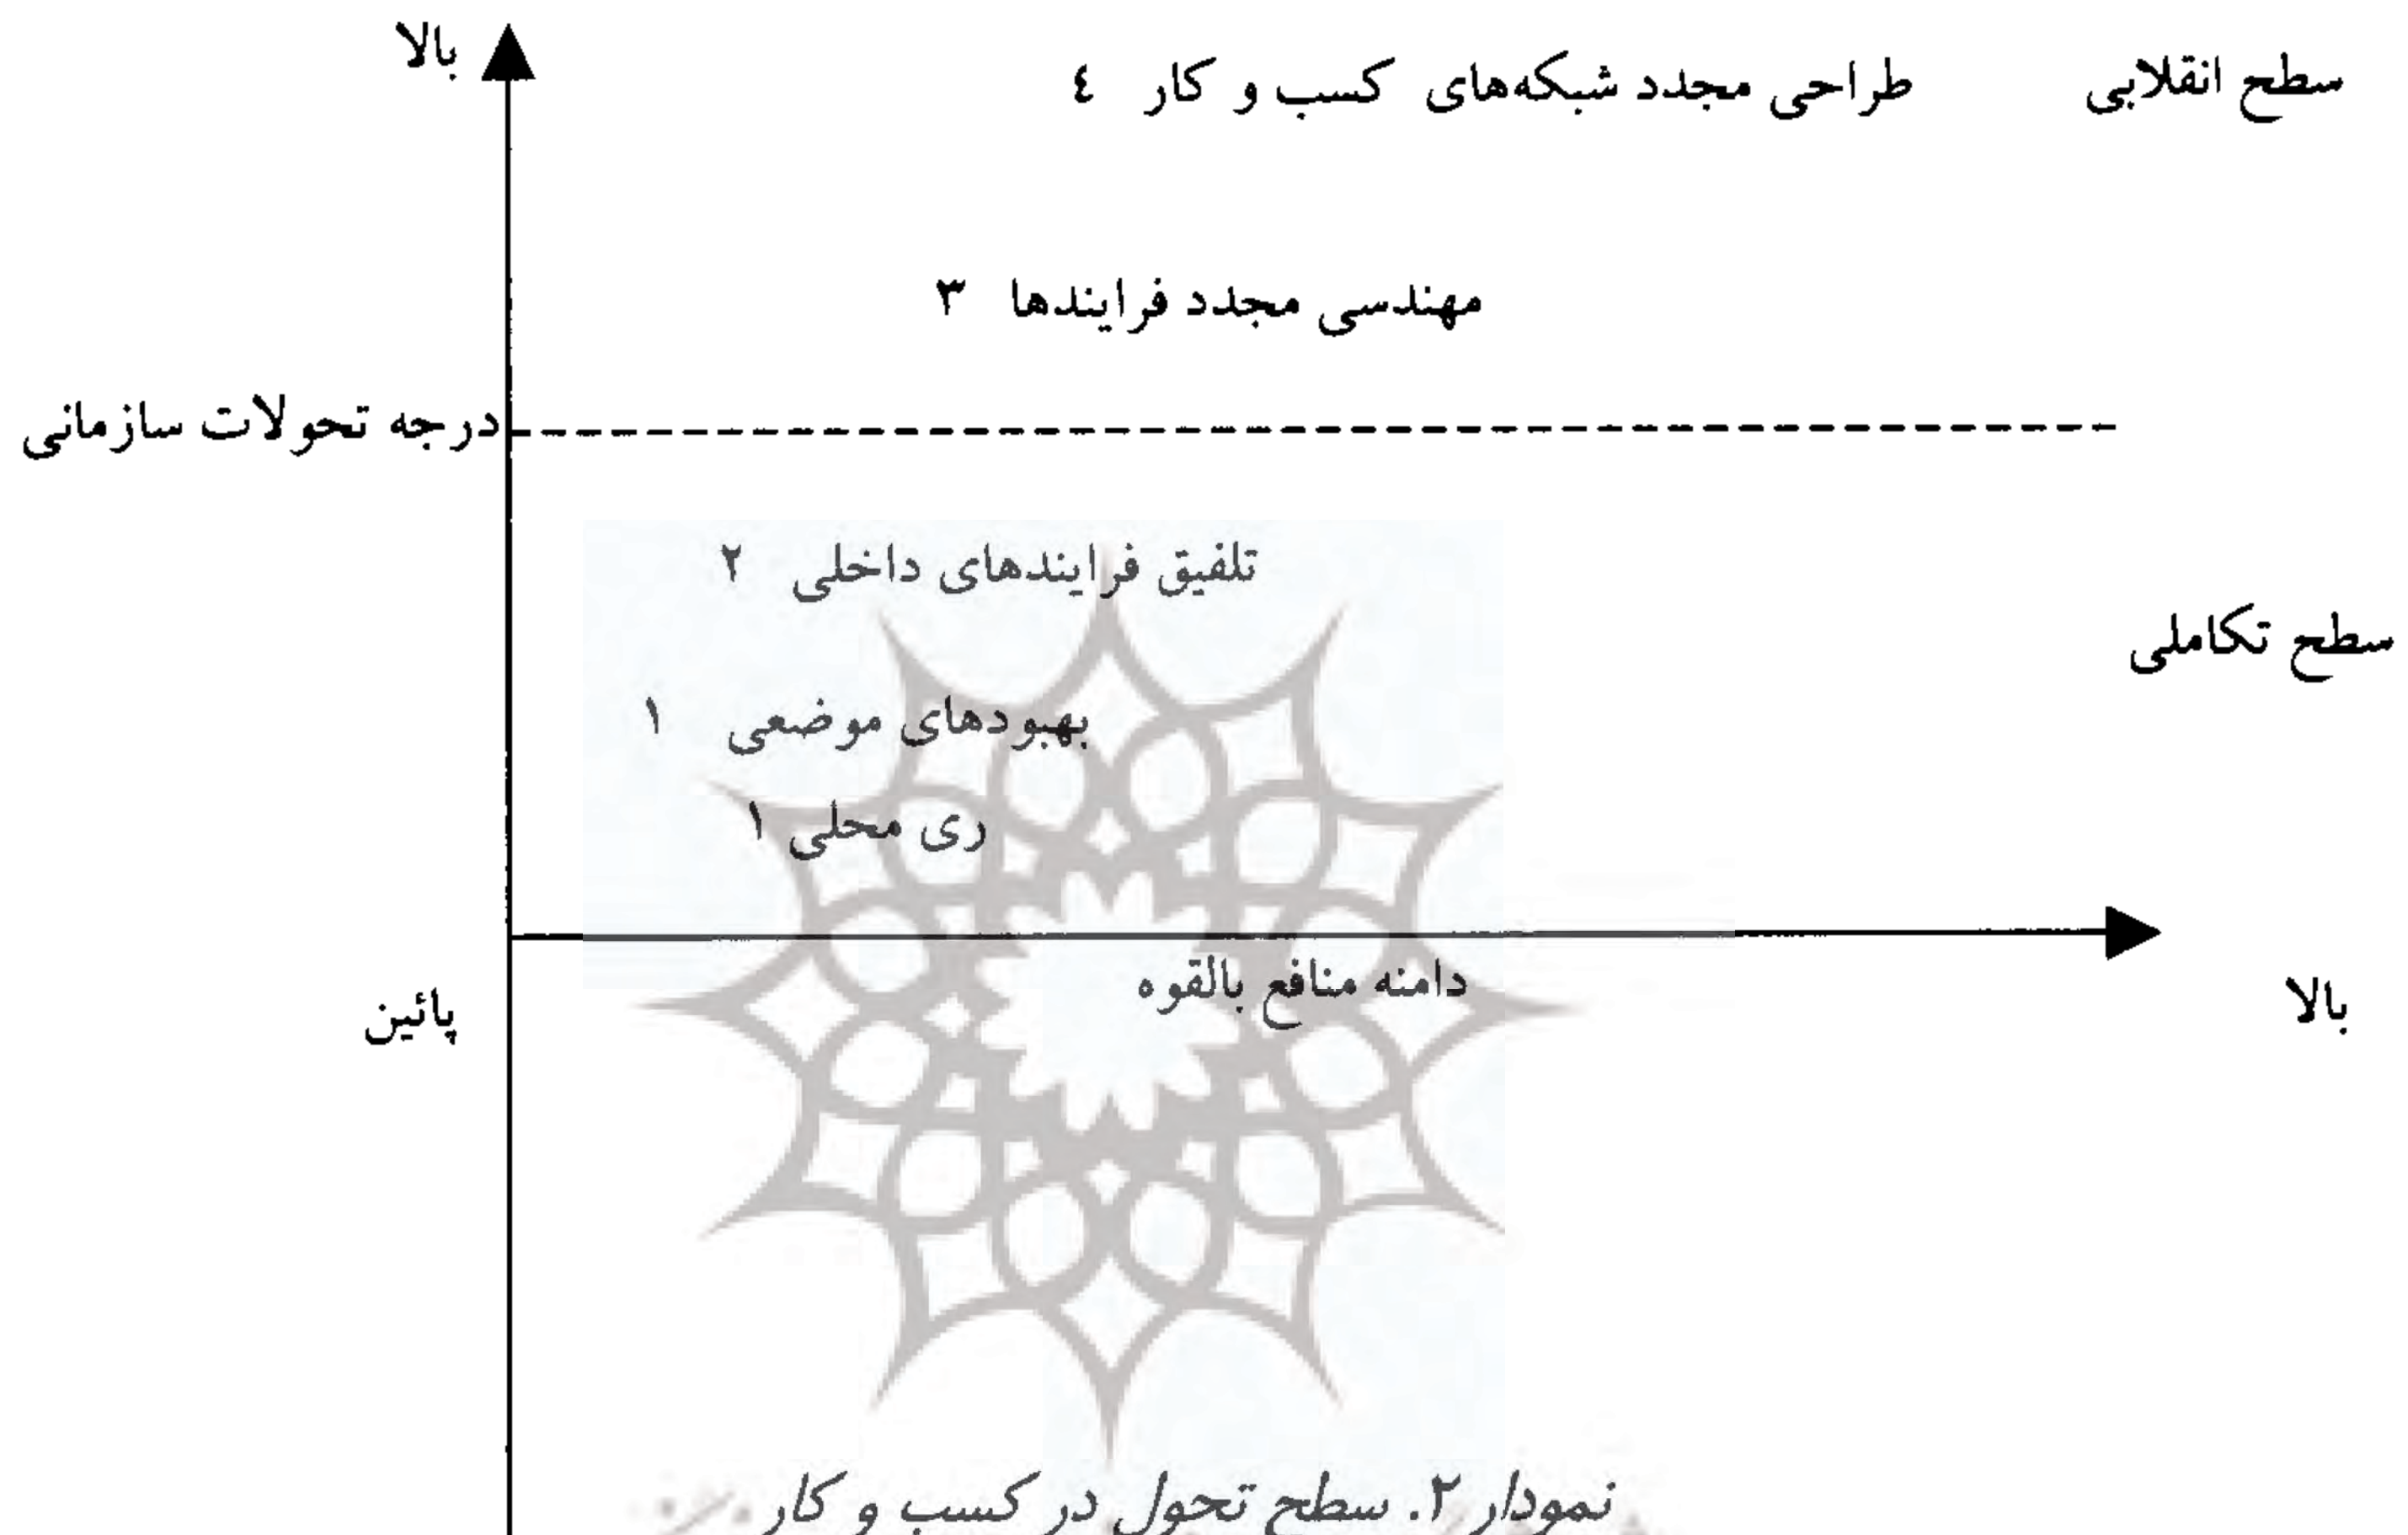 بالا
سطح انقلابی
طراحی مجدد شبکه‌های کسب و کار ٤
مهندسی مجدد فرایندها ۳
درجه تحولات سازمانی
تلفیق فرایندهای داخلی ۲
سطح تکاملی
بهبودهای موضعی ۱
ری محلی ۱
دامنه منافع بالقوه
بالا
پائین
نمودار ۲. سطح تحول در کسب و کار